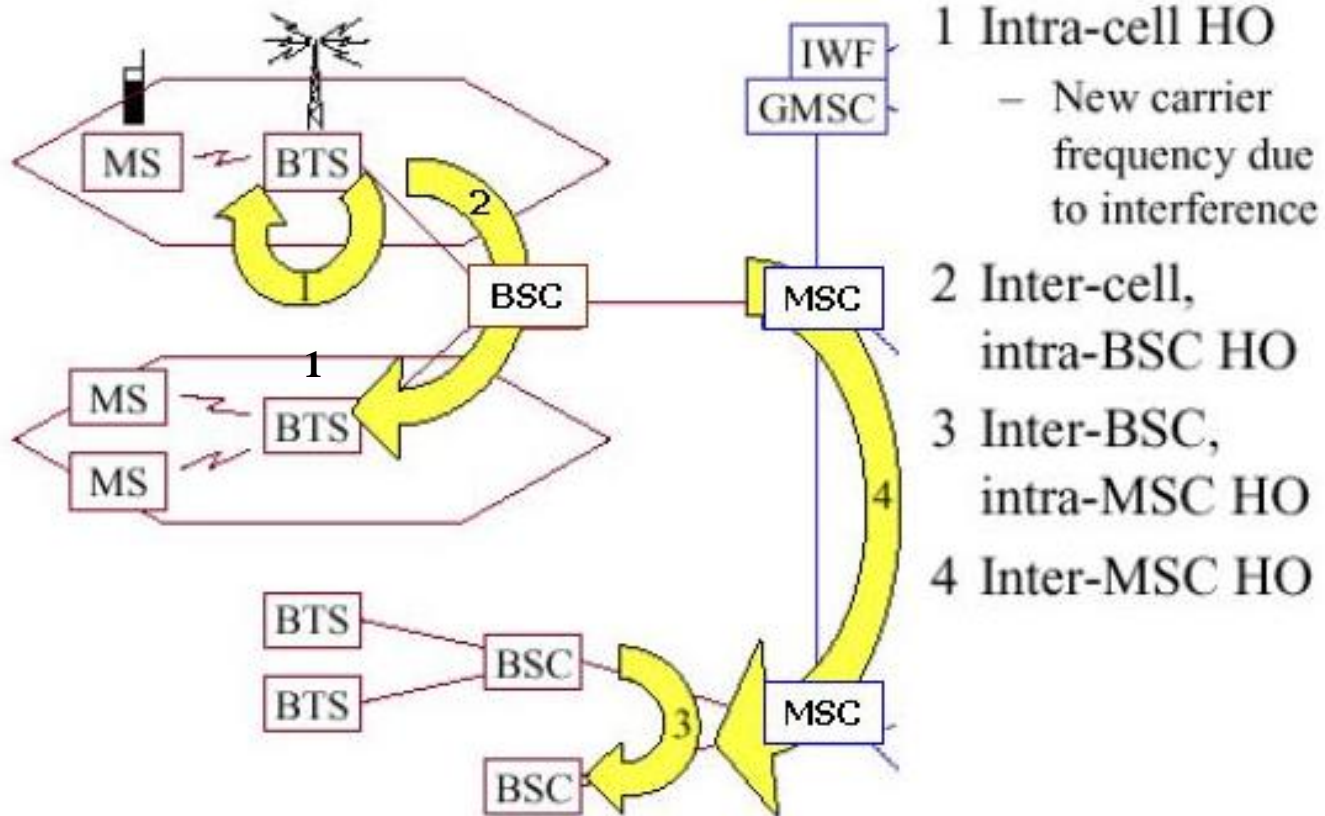 IWF
GMSC
MS
BTS
2
1
BSC
MSC
1
MS
BTS
MS
4
BTS
BSC
BTS
MSC
3
BSC
1 Intra-cell HO
– New carrier
frequency due
to interference
2 Inter-cell,
intra-BSC HO
3 Inter-BSC,
intra-MSC HO
4 Inter-MSC HO